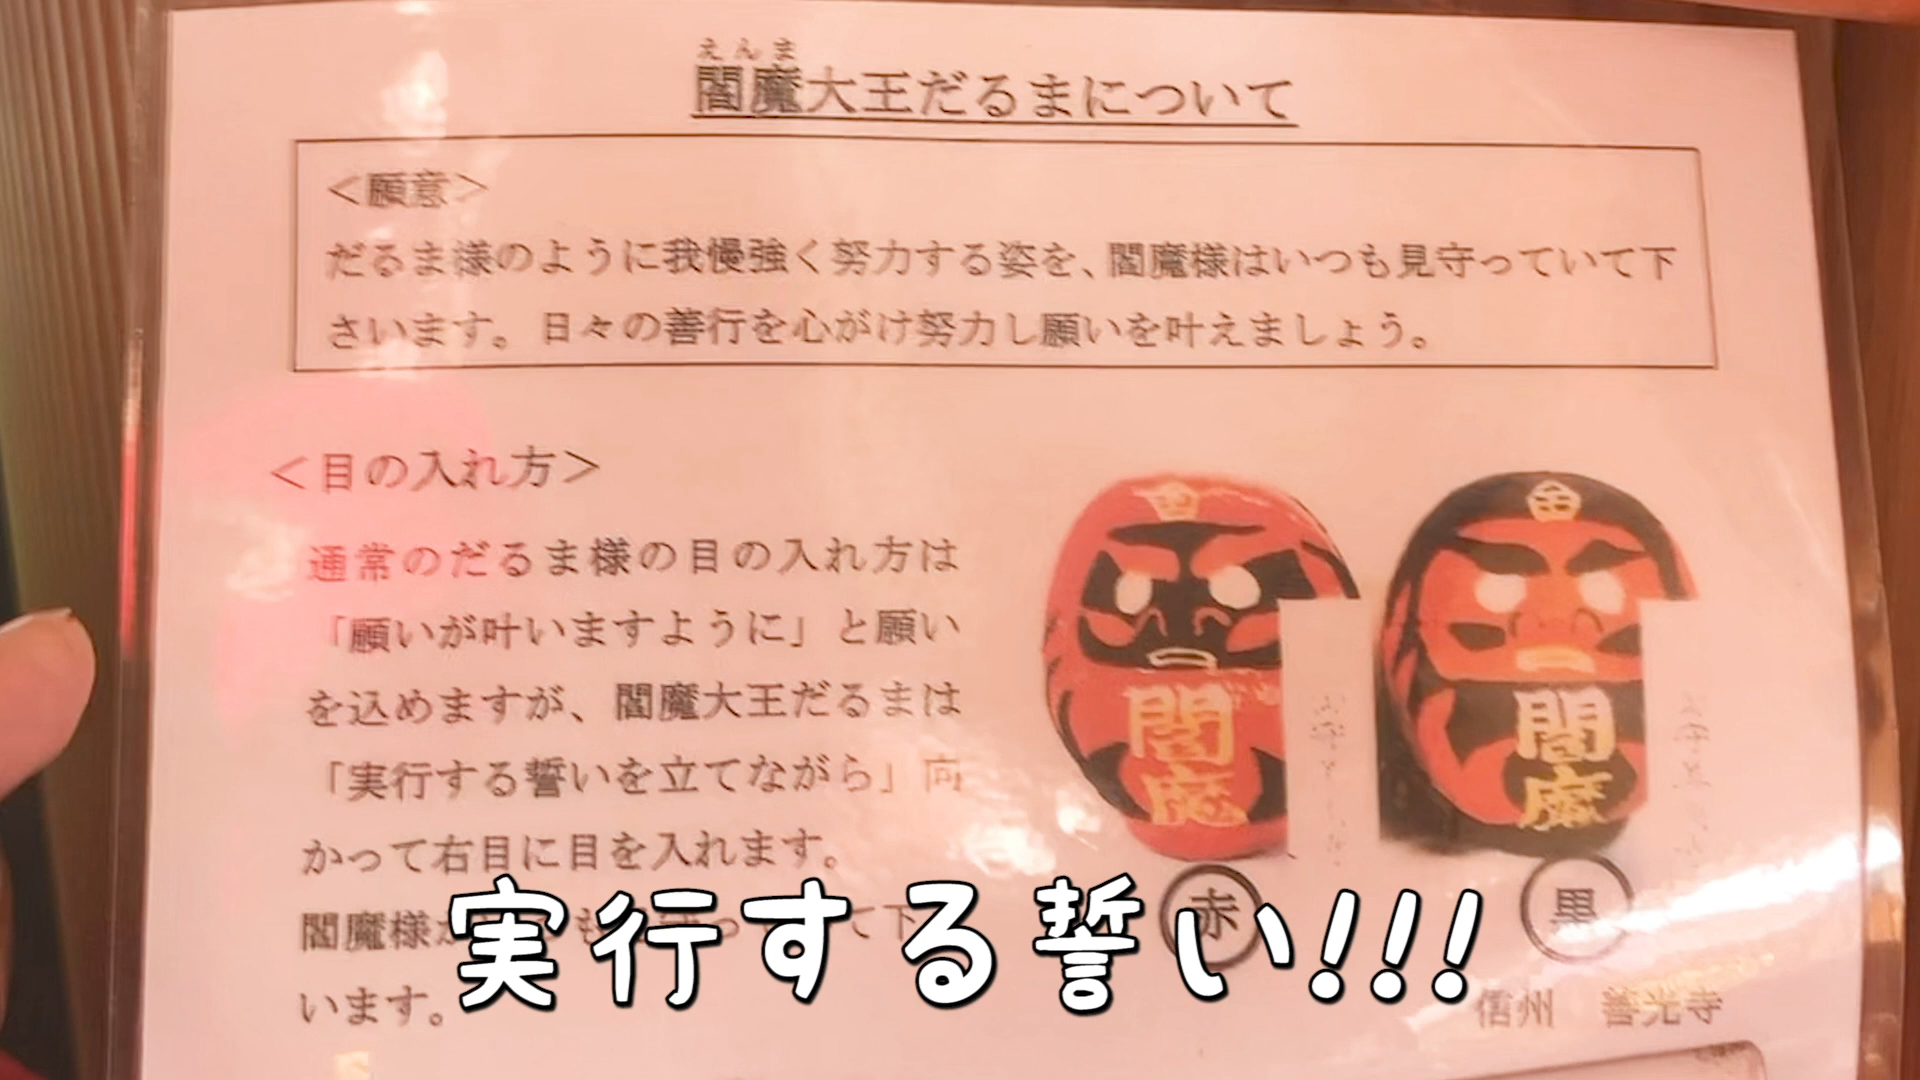 えんま
閻魔大王だるまについて
＜願意＞
だるま様のように我慢強く努力する姿を、閻魔様はいつも見守っていて下
さいます。日々の善行を心がけ努力し願いを叶えましょう。
＜目の入れ方＞
通常のだるま様の目の入れ方は
「願いが叶いますように」と願い
を込めますが、閻魔大王だるまは
「実行する誓いを立てながら」向
かって右目に目を入れます。
閻魔様が
て下
います。
閻魔
閻魔
赤
黒
信州 善光寺
実行する誓い!!!